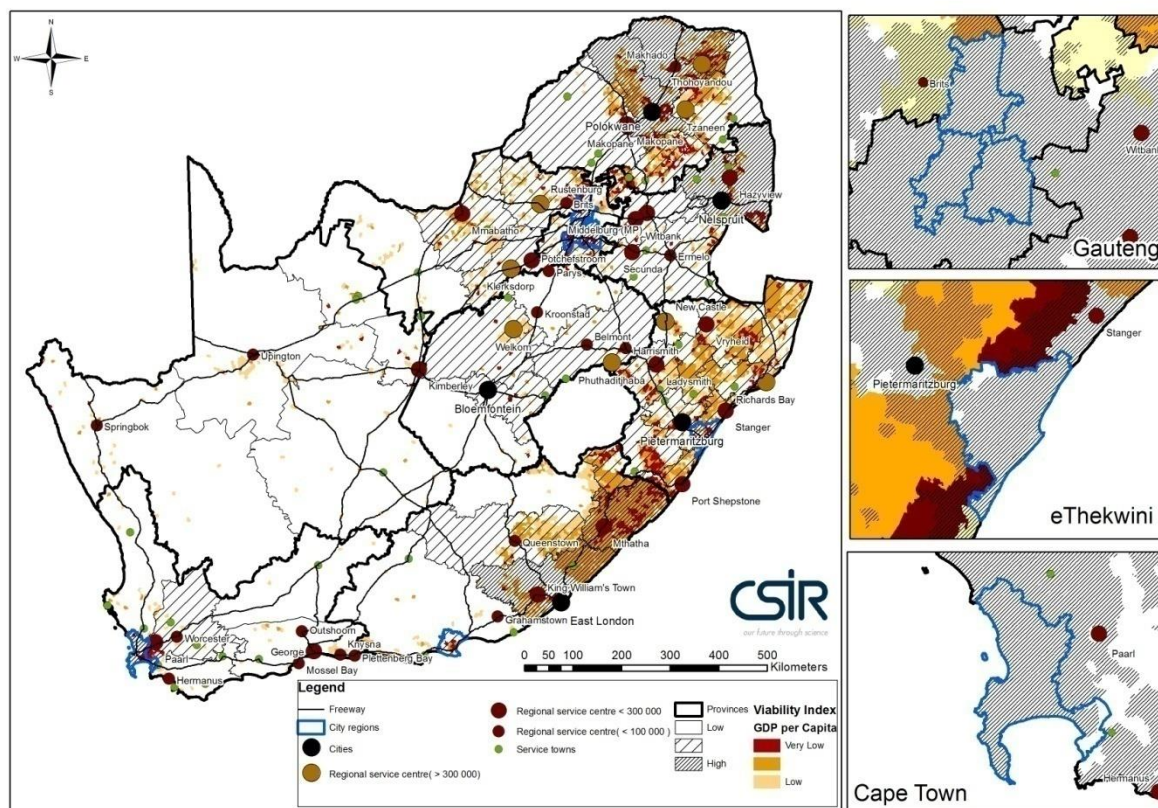 N
W
E
S
Makhado
Thohoyandou
Polokwane
Tzaneen
Makopane
Makopane
Hazyview
Rustenburg
Brits
Nelspruit
Mmabatho
Middelburg (MP)
Witbank
Potchefstroom
Ermelo
Parys
Secunda
Klerksdorp
Kroonstad
New Castle
Welkom
Belmont
Vryheid
Upington
Harrismith
Phuthaditjhaba
Kimberley
Ladysmith
Bloemfontein
Richards Bay
Springbok
Stanger
Pietermaritzburg
Port Shepstone
Queenstown
Mthatha
King William's Town
East London
Grahamstown
Worcester
Outshoorn
Paarl
George
Knysna
Plettenberg Bay
Mossel Bay
Hermanus
CSIR
our future through science
0 50 100 200 300 400 500
Kilometers
Legend
Freeway
City regions
Cities
Regional service centre( > 300 000)
Regional service centre < 300 000
Regional service centre( < 100 000 )
Service towns
Provinces
Low
High
Viability Index
GDP per Capita
Very Low
Low
Brits
Witbank
Gauteng
Stanger
Pietermaritzburg
eThekwini
Paarl
Hermanus
Cape Town